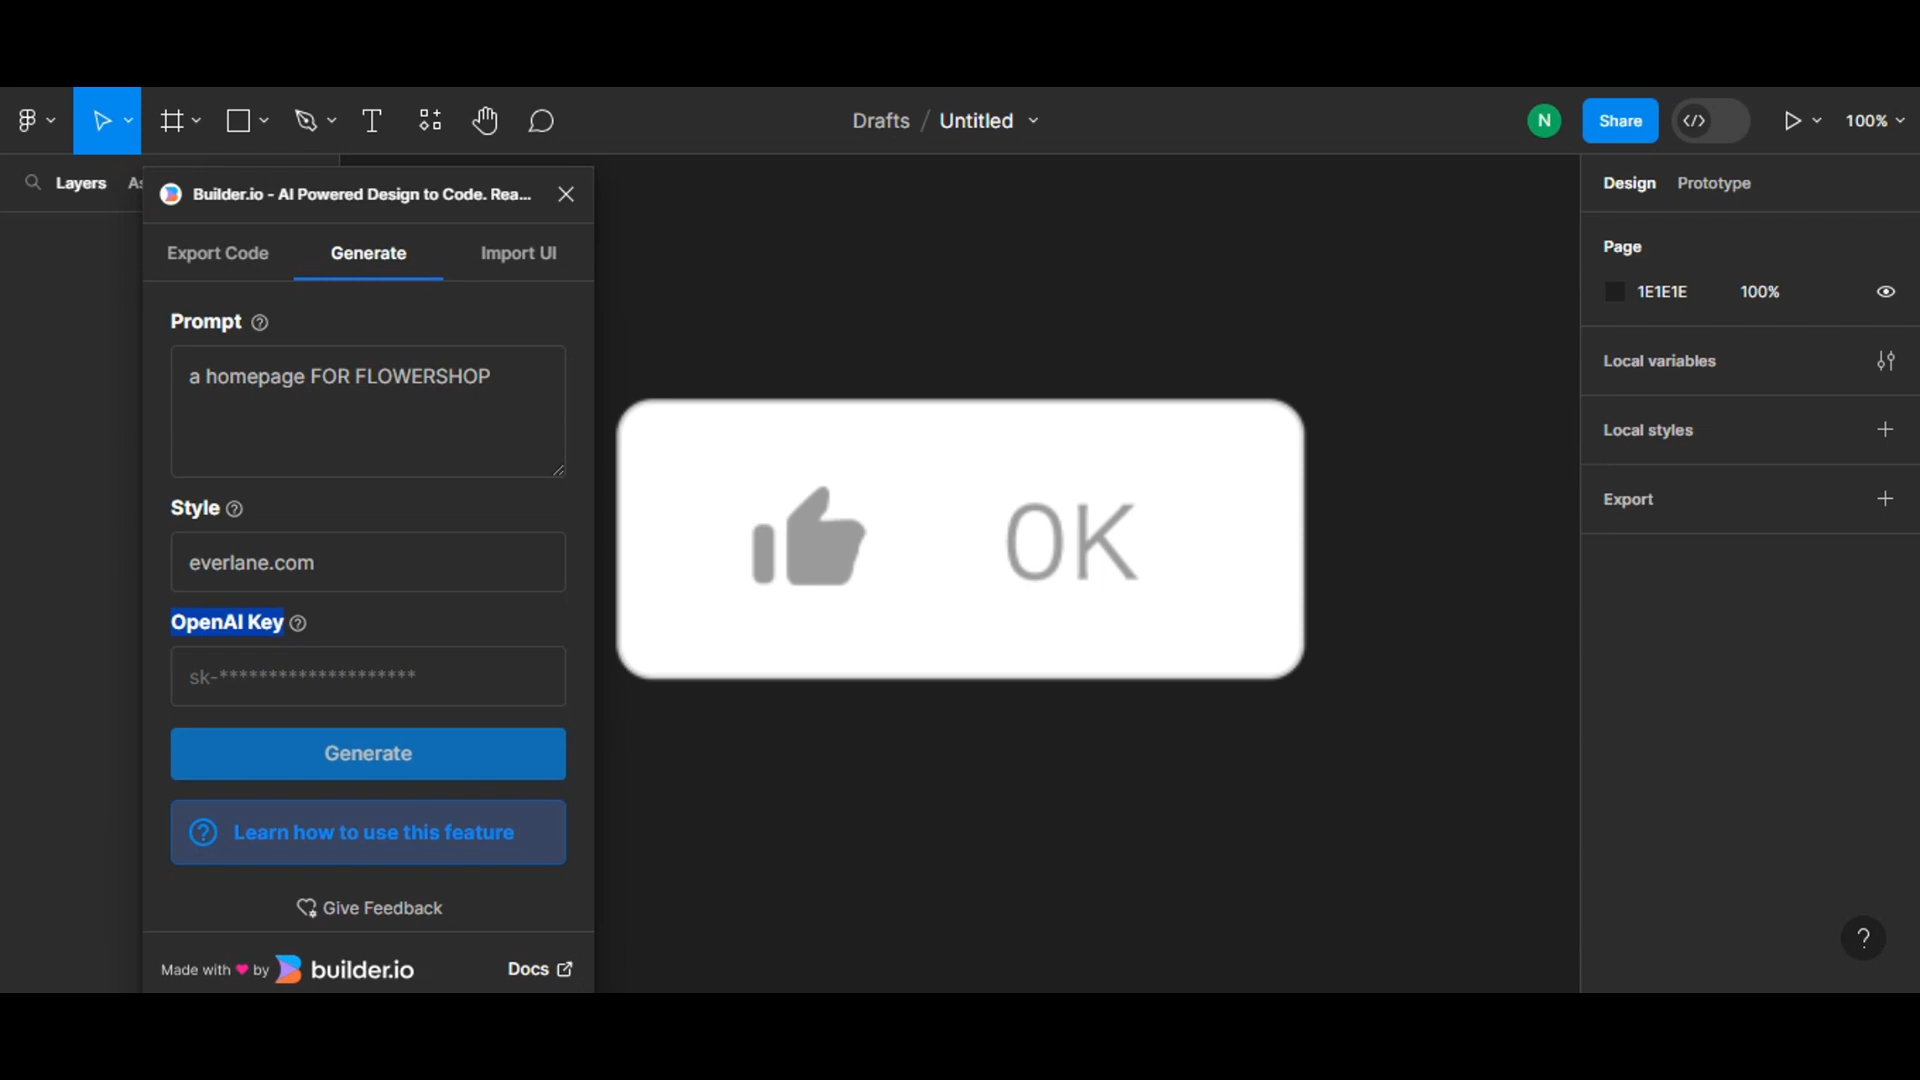 Drafts / Untitled
N
Share
100%
Layers
As
Builder.io - AI Powered Design to Code. Rea...
Export Code
Generate
Import UI
Prompt
a homepage FOR FLOWERSHOP
Style
everlane.com
OpenAI Key
sk-********************
Generate
Learn how to use this feature
Give Feedback
Made with ♥ by builder.io
Docs
0K
Design
Prototype
Page
1E1E1E
100%
Local variables
Local styles
Export
?